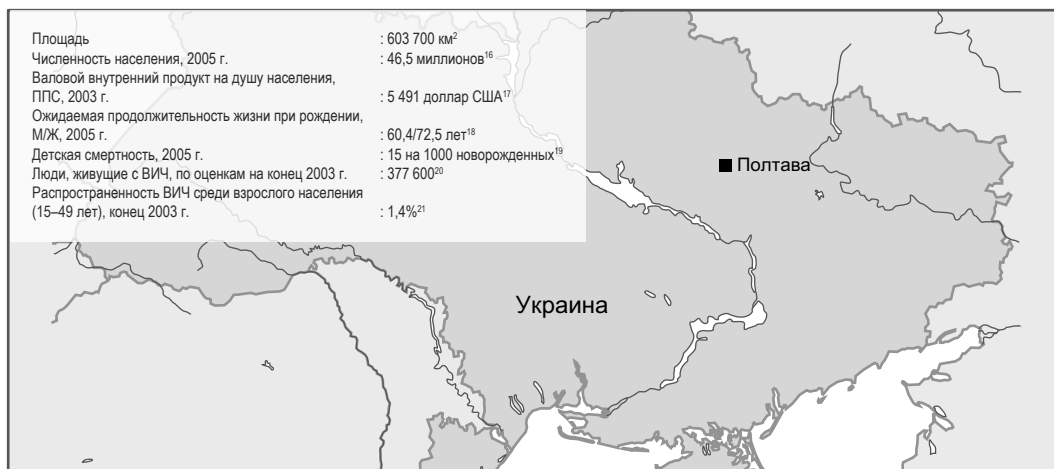 Площадь : 603 700 км²
Численность населения, 2005 г. : 46,5 миллионов¹⁶
Валовой внутренний продукт на душу населения,
ППС, 2003 г. : 5 491 доллар США¹⁷
Ожидаемая продолжительность жизни при рождении,
М/Ж, 2005 г. : 60,4/72,5 лет¹⁸
Детская смертность, 2005 г. : 15 на 1000 новорожденных¹⁹
Люди, живущие с ВИЧ, по оценкам на конец 2003 г. : 377 600²⁰
Распространенность ВИЧ среди взрослого населения
(15–49 лет), конец 2003 г. : 1,4%²¹
Полтава
Украина